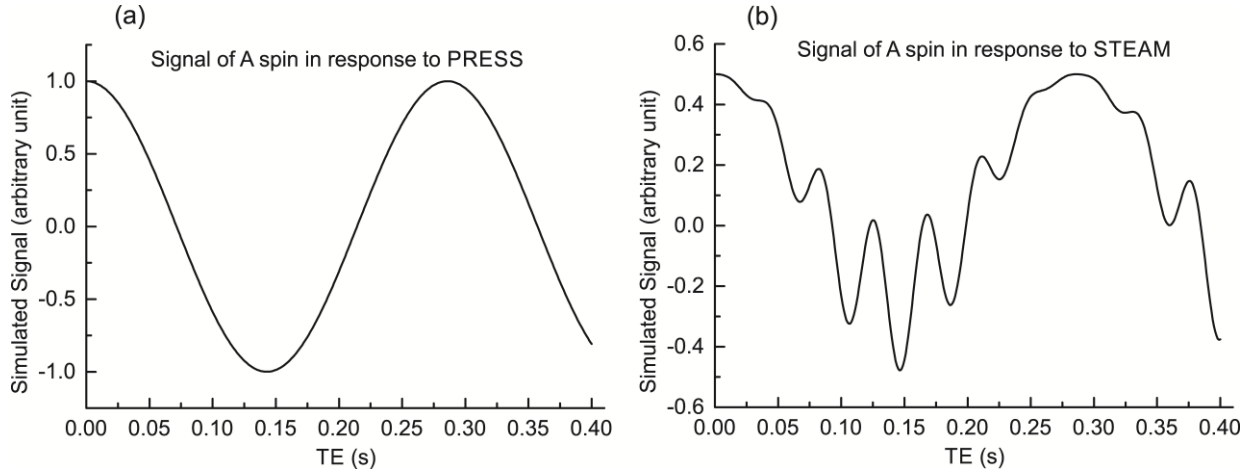 (a)
Signal of A spin in response to PRESS
Simulated Signal (arbitrary unit)
1.0
0.5
0.0
-0.5
-1.0
0.00 0.05 0.10 0.15 0.20 0.25 0.30 0.35 0.40
TE (s)
(b)
Signal of A spin in response to STEAM
Simulated Signal (arbitrary unit)
0.6
0.4
0.2
0.0
-0.2
-0.4
-0.6
0.00 0.05 0.10 0.15 0.20 0.25 0.30 0.35 0.40
TE (s)